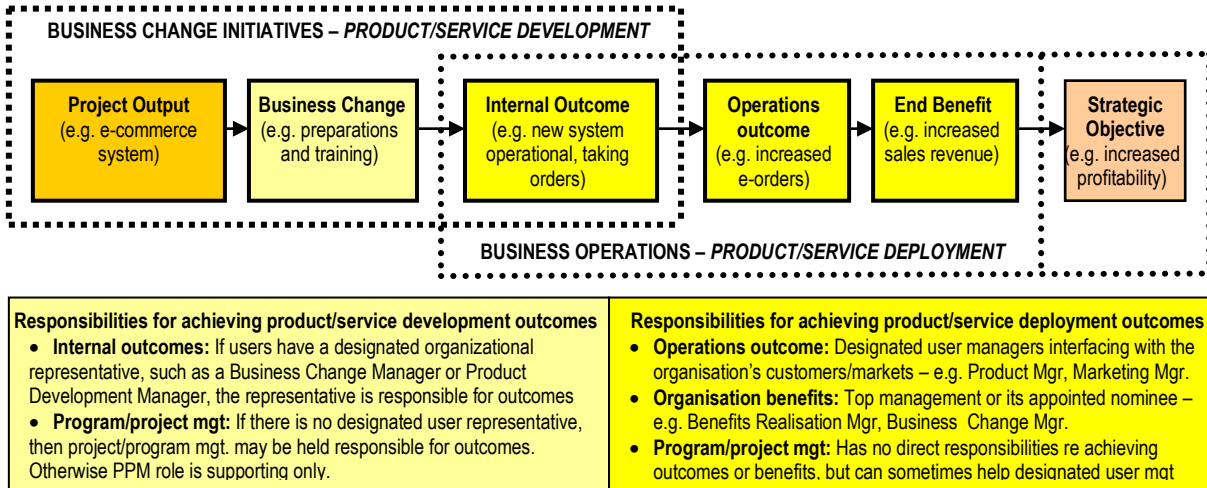 BUSINESS CHANGE INITIATIVES – PRODUCT/SERVICE DEVELOPMENT
Project Output
(e.g. e-commerce
system)
Business Change
(e.g. preparations
and training)
Internal Outcome
(e.g. new system
operational, taking
orders)
Operations
outcome
(e.g. increased
e-orders)
End Benefit
(e.g. increased
sales revenue)
Strategic
Objective
(e.g. increased
profitability)
BUSINESS OPERATIONS – PRODUCT/SERVICE DEPLOYMENT
Responsibilities for achieving product/service development outcomes
• Internal outcomes: If users have a designated organizational
representative, such as a Business Change Manager or Product
Development Manager, the representative is responsible for outcomes
• Program/project mgt: If there is no designated user representative,
then project/program mgt. may be held responsible for outcomes.
Otherwise PPM role is supporting only.
Responsibilities for achieving product/service deployment outcomes
• Operations outcome: Designated user managers interfacing with the
organisation's customers/markets – e.g. Product Mgr, Marketing Mgr.
• Organisation benefits: Top management or its appointed nominee –
e.g. Benefits Realisation Mgr, Business Change Mgr.
• Program/project mgt: Has no direct responsibilities re achieving
outcomes or benefits, but can sometimes help designated user mgt